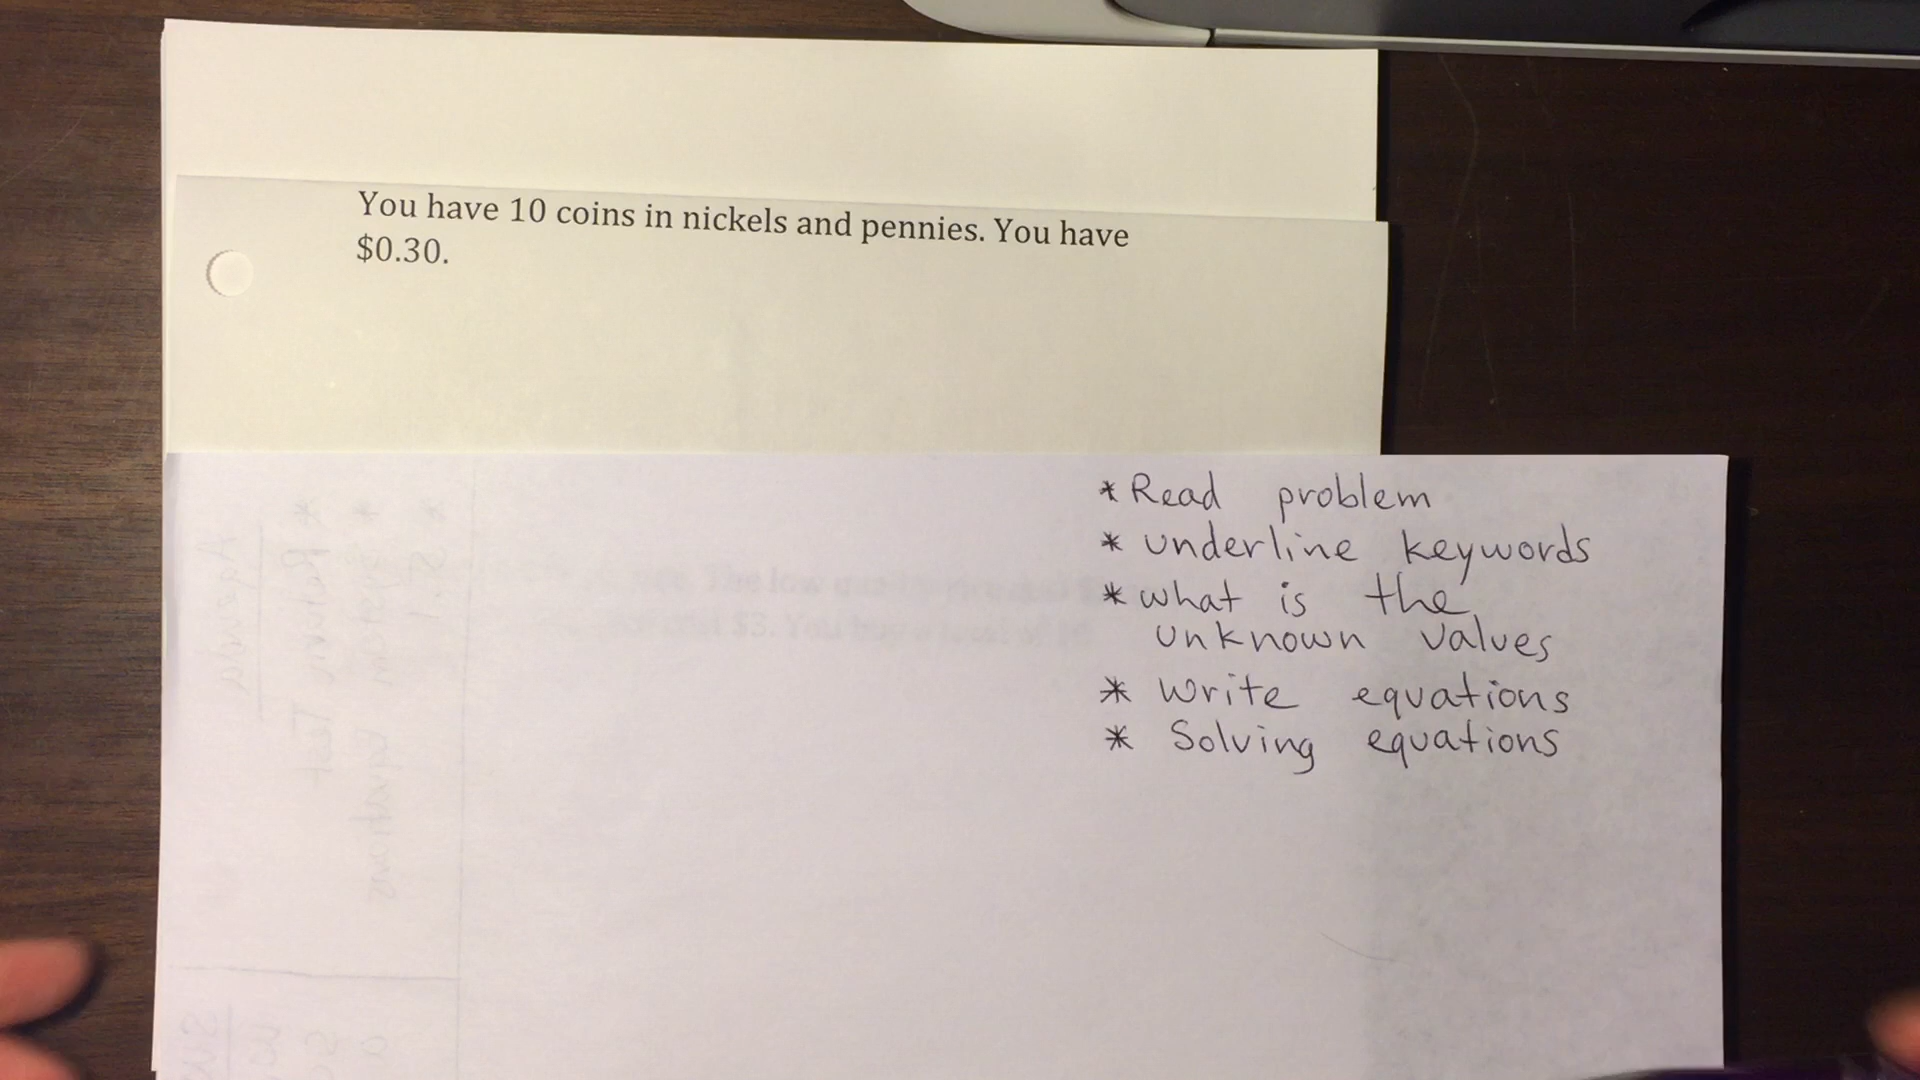 You have 10 coins in nickels and pennies. You have
$0.30.
* Read problem
* underline keywords
* what is the
unknown values
* Write equations
* Solving equations